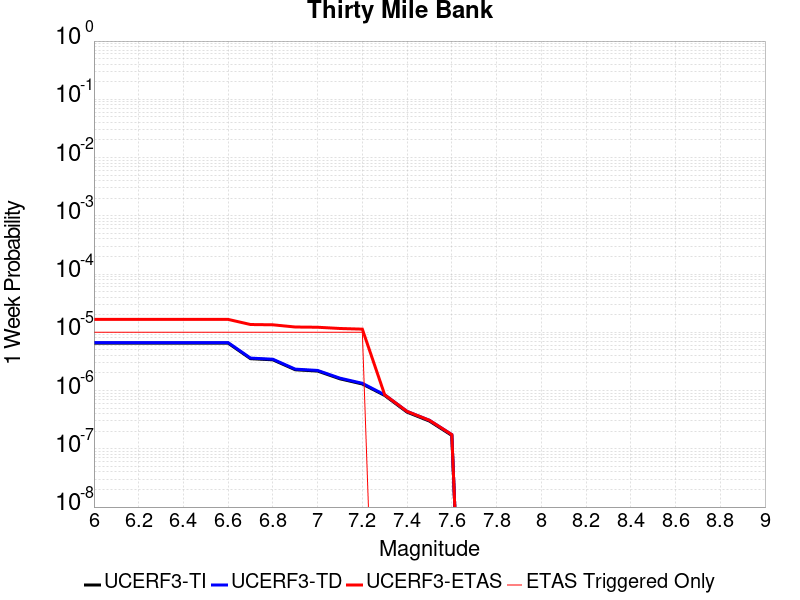 Thirty Mile Bank
10 0
10 -1
10 -2
10 -3
10 -4
10 -5
10 -6
10 -7
10 -8
1 Week Probability
6 6.2 6.4 6.6 6.8 7 7.2 7.4 7.6 7.8 8 8.2 8.4 8.6 8.8 9
Magnitude
UCERF3-TI UCERF3-TD UCERF3-ETAS ETAS Triggered Only